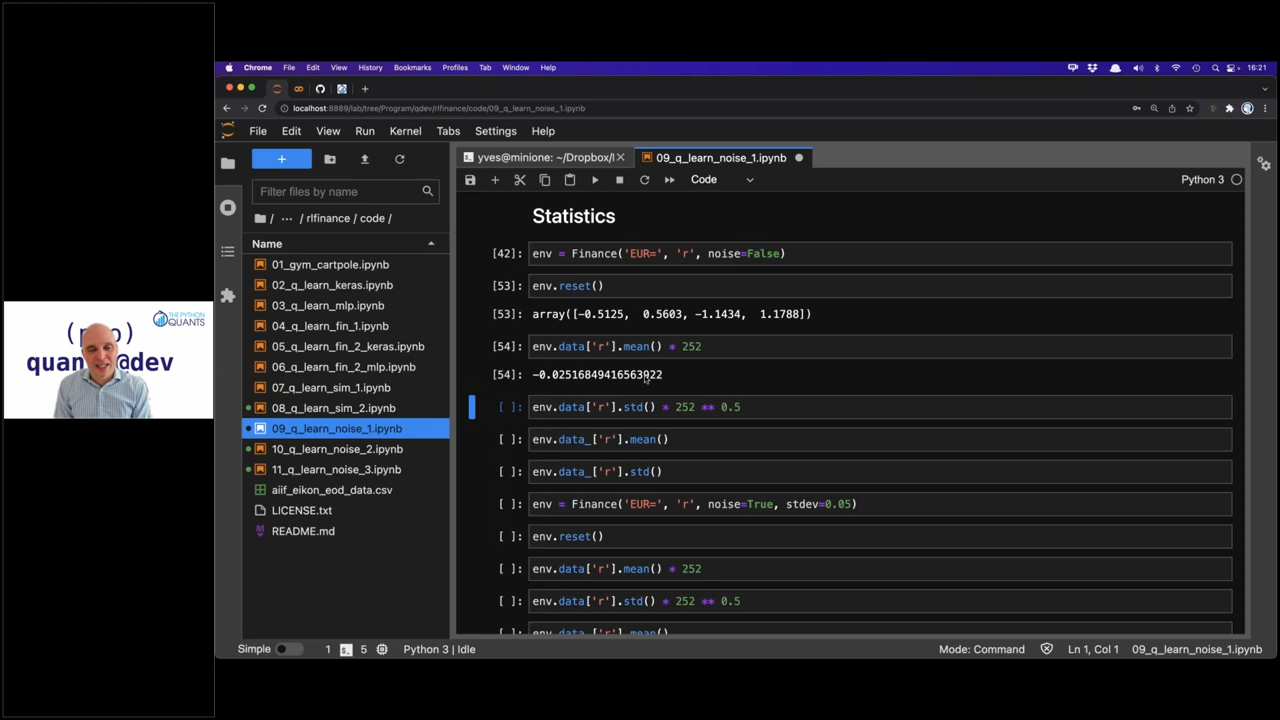 Chrome File Edit View History Bookmarks Profiles Tab Window Help 16:21
localhost:8889/lab/tree/Program/qdev/rlfinance/code/09_q_learn_noise_1.ipynb
File Edit View Run Kernel Tabs Settings Help
yves@minione: ~/Dropbox/I
09_q_learn_noise_1.ipynb
Code
Python 3
Filter files by name
/ ... / rlfinance / code /
Name
01_gym_cartpole.ipynb
02_q_learn_keras.ipynb
03_q_learn_mlp.ipynb
04_q_learn_fin_1.ipynb
05_q_learn_fin_2_keras.ipynb
06_q_learn_fin_2_mlp.ipynb
07_q_learn_sim_1.ipynb
08_q_learn_sim_2.ipynb
09_q_learn_noise_1.ipynb
10_q_learn_noise_2.ipynb
11_q_learn_noise_3.ipynb
aiif_eikon_eod_data.csv
LICENSE.txt
README.md
Statistics
[42]: env = Finance('EUR=', 'r', noise=False)
[53]: env.reset()
[53]: array([-0.5125, 0.5603, -1.1434, 1.1788])
[54]: env.data['r'].mean() * 252
[54]: -0.02516849416563922
[ ]: env.data['r'].std() * 252 ** 0.5
[ ]: env.data_['r'].mean()
[ ]: env.data_['r'].std()
[ ]: env = Finance('EUR=', 'r', noise=True, stdev=0.05)
[ ]: env.reset()
[ ]: env.data['r'].mean() * 252
[ ]: env.data['r'].std() * 252 ** 0.5
[ ]: env.data_['r'].mean()
Simple 1 5 Python 3 | Idle
Mode: Command Ln 1, Col 1 09_q_learn_noise_1.ipynb
THE PYTHON
QUANTS